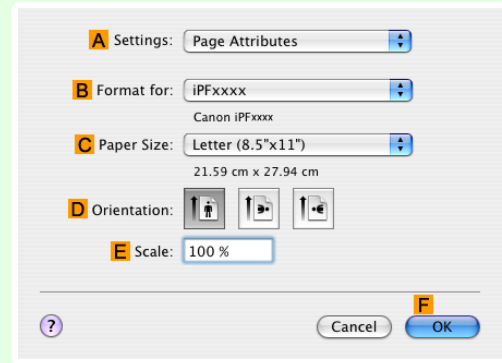 A Settings: Page Attributes
B Format for: iPFxxxx
Canon iPFxxxx
C Paper Size: Letter (8.5"x11")
21.59 cm x 27.94 cm
D Orientation:
E Scale: 100 %
F
? Cancel OK